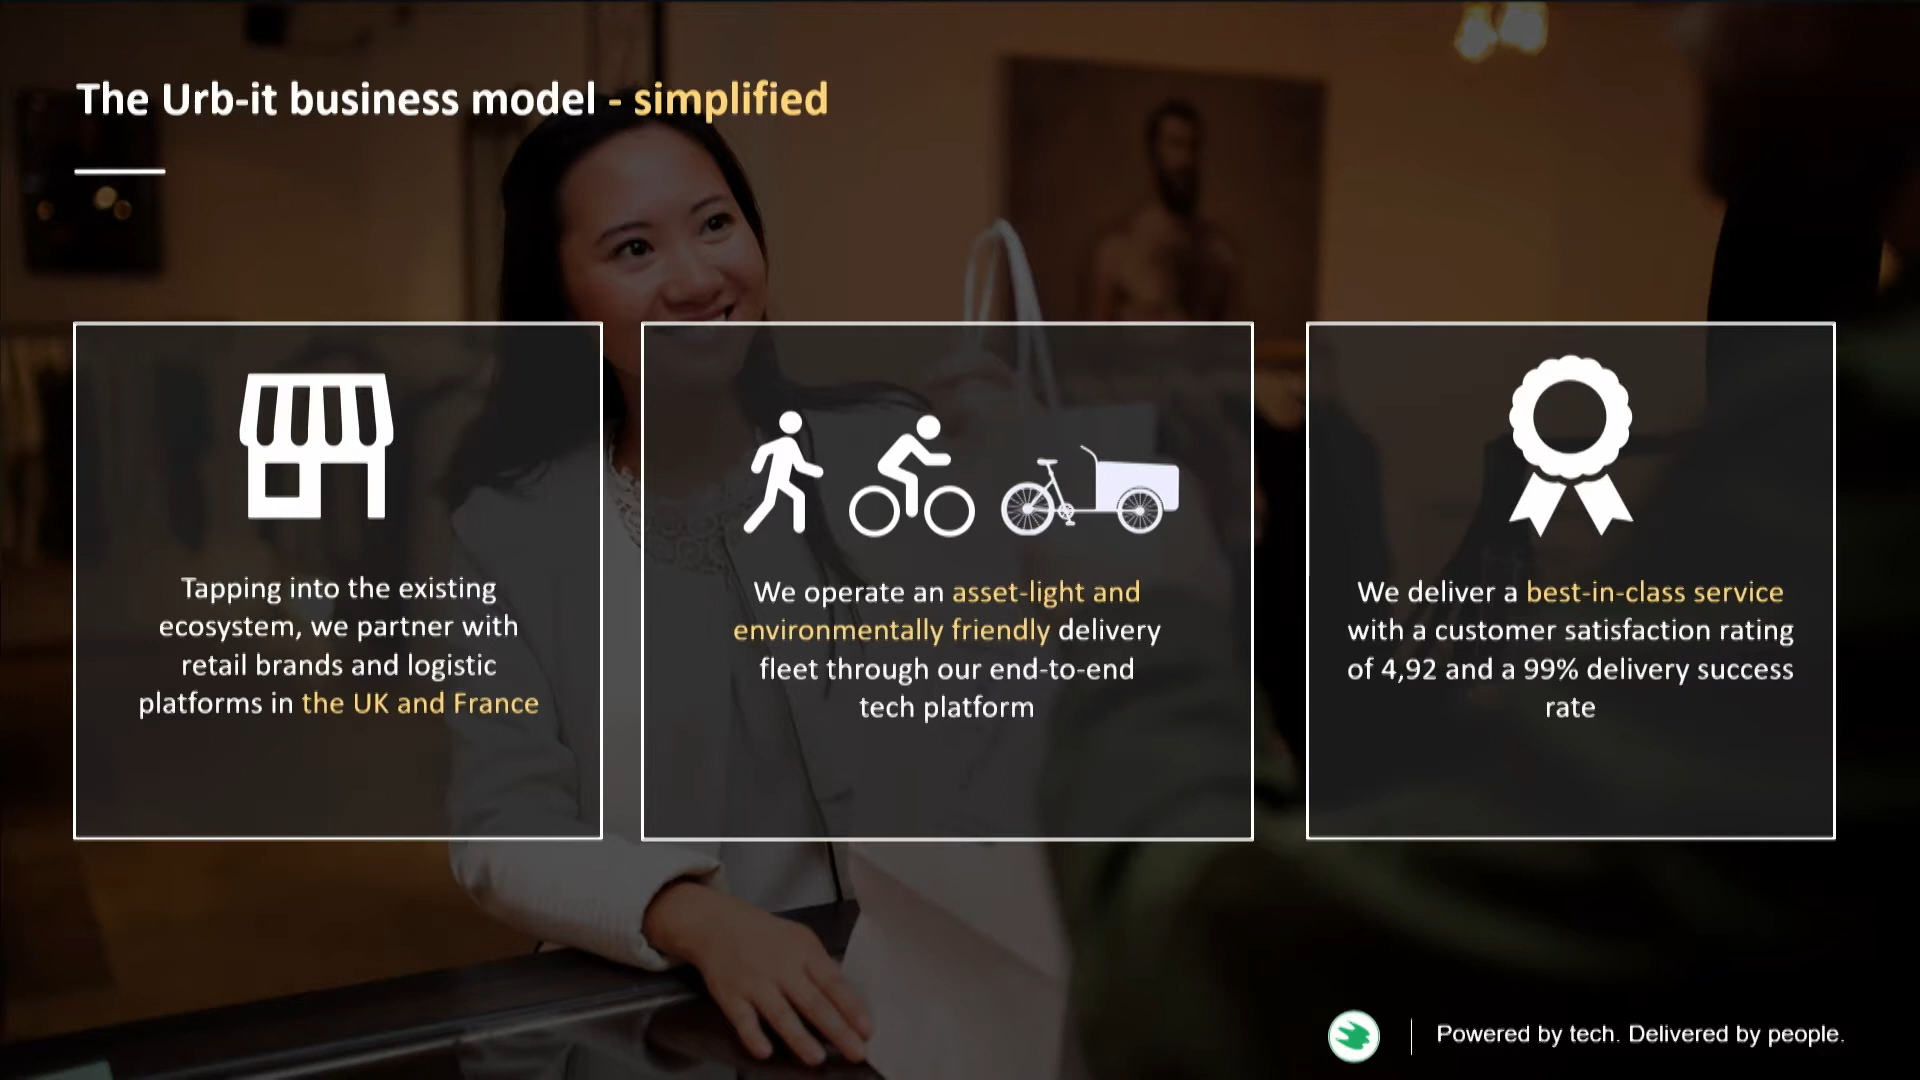 The Urb-it business model - simplified
Tapping into the existing
ecosystem, we partner with
retail brands and logistic
platforms in the UK and France
We operate an asset-light and
environmentally friendly delivery
fleet through our end-to-end
tech platform
We deliver a best-in-class service
with a customer satisfaction rating
of 4,92 and a 99% delivery success
rate
Powered by tech. Delivered by people.